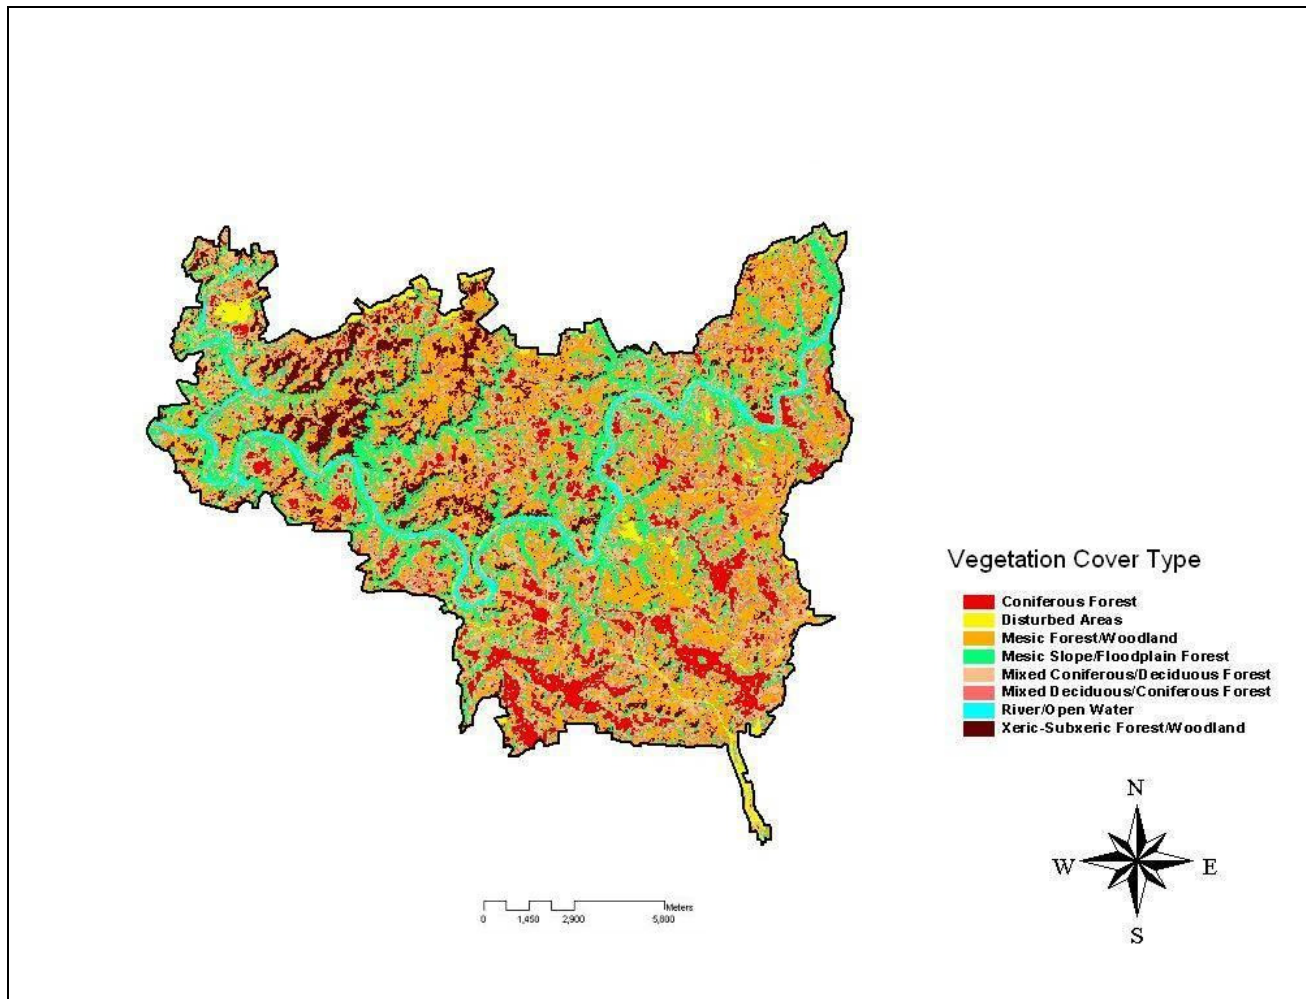 Vegetation Cover Type
Coniferous Forest
Disturbed Areas
Mesic Forest/Woodland
Mesic Slope/Floodplain Forest
Mixed Coniferous/Deciduous Forest
Mixed Deciduous/Coniferous Forest
River/Open Water
Xeric-Subxeric Forest/Woodland
N
W E
S
Meters
0 1,450 2,900 5,800